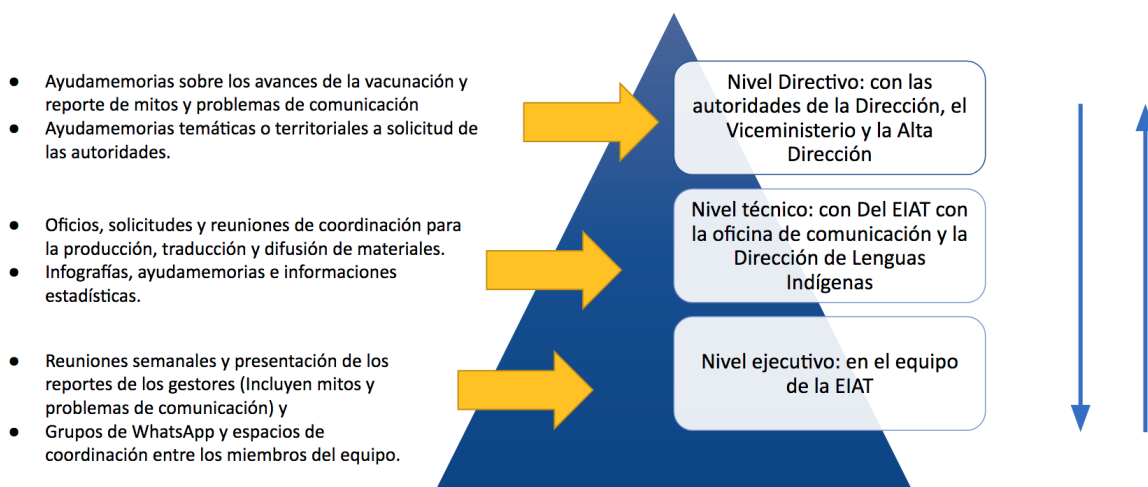 ● Ayudamemorias sobre los avances de la vacunación y
reporte de mitos y problemas de comunicación
● Ayudamemorias temáticas o territoriales a solicitud de
las autoridades.
Nivel Directivo: con las
autoridades de la Dirección, el
Viceministerio y la Alta
Dirección
● Oficios, solicitudes y reuniones de coordinación para
la producción, traducción y difusión de materiales.
● Infografías, ayudamemorias e informaciones
estadísticas.
Nivel técnico: con Del EIAT con
la oficina de comunicación y la
Dirección de Lenguas
Indígenas
● Reuniones semanales y presentación de los
reportes de los gestores (Incluyen mitos y
problemas de comunicación) y
● Grupos de WhatsApp y espacios de
coordinación entre los miembros del equipo.
Nivel ejecutivo: en el equipo
de la EIAT